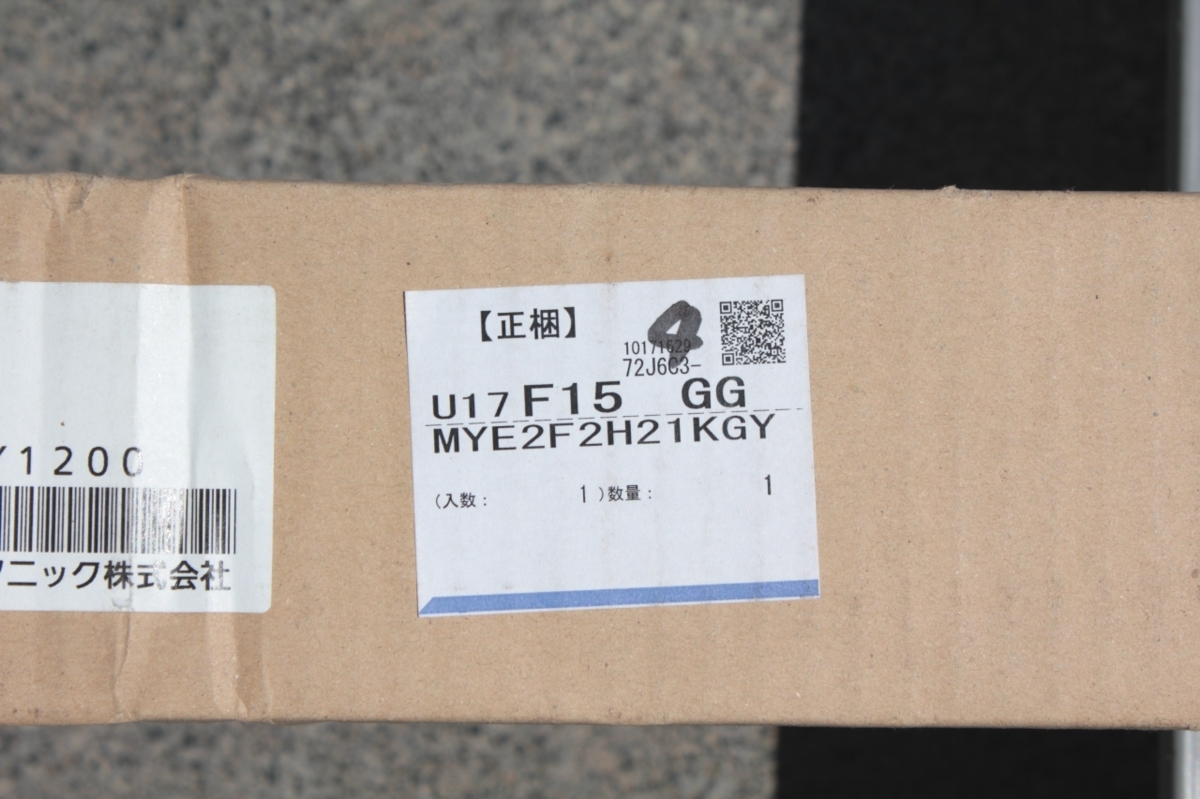 Y1200
ニック株式会社
【正梱】
10171629
72J6C3-
U17 F15 GG
MYE2F2H21KGY
(入数: 1)数量: 1